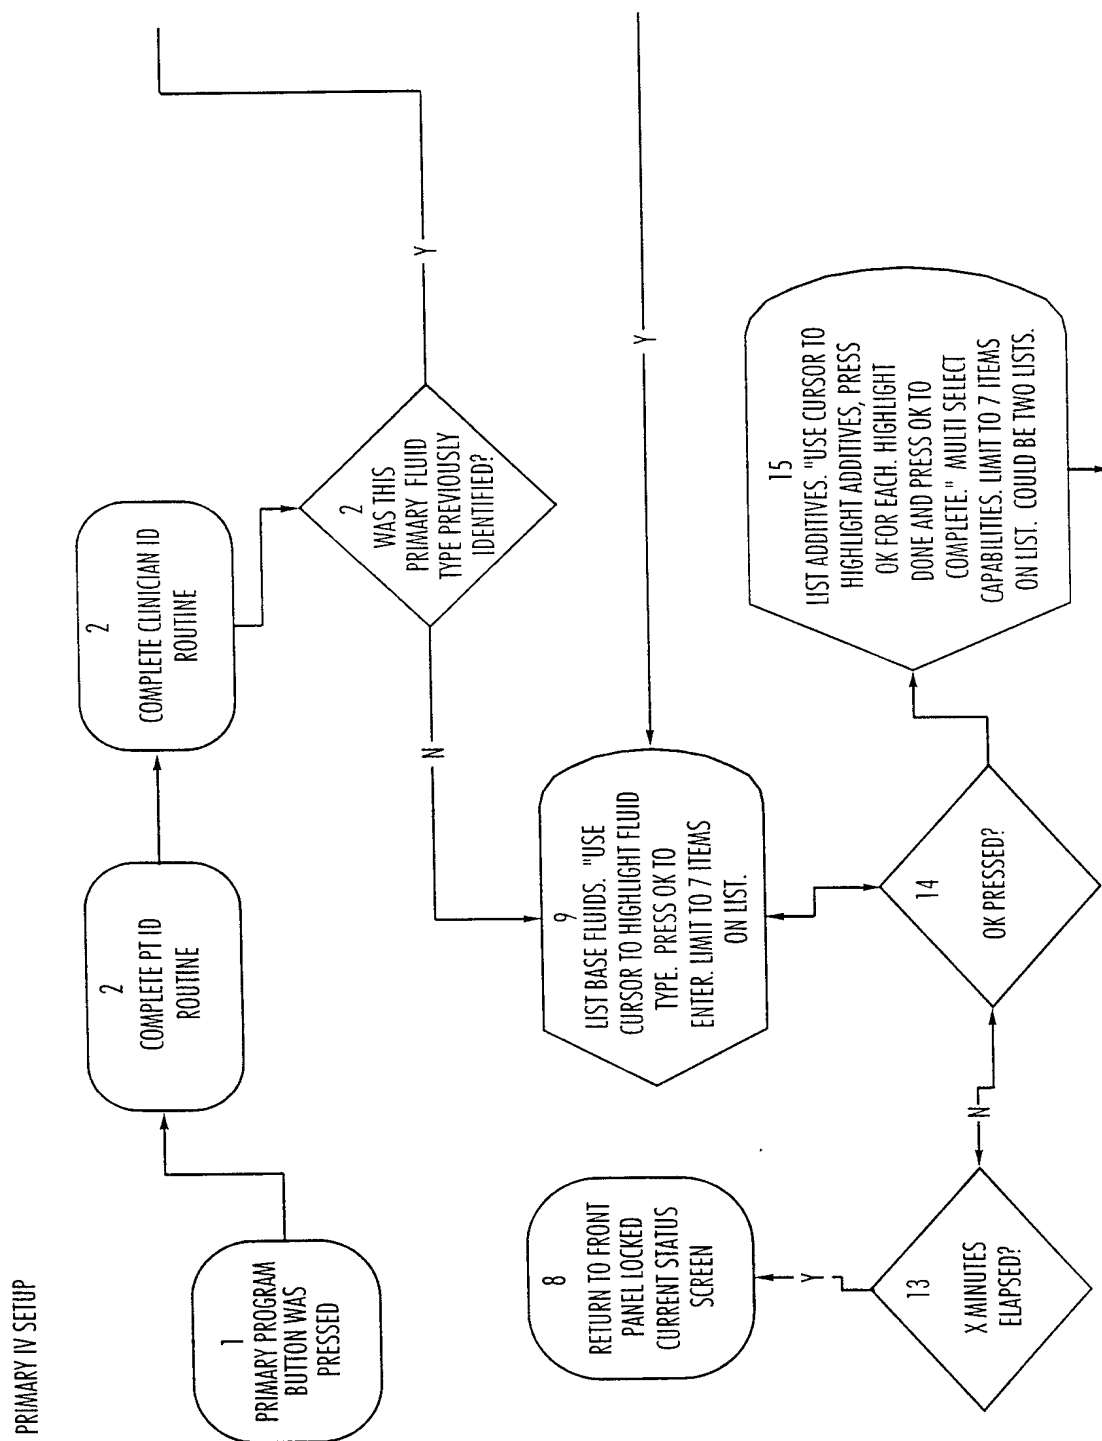 PRIMARY IV SETUP
1
PRIMARY PROGRAM
BUTTON WAS
PRESSED
2
COMPLETE PT ID
ROUTINE
2
COMPLETE CLINICIAN ID
ROUTINE
2
WAS THIS
PRIMARY FLUID
TYPE PREVIOUSLY
IDENTIFIED?
Y
N
Y
9
LIST BASE FLUIDS. "USE
CURSOR TO HIGHLIGHT FLUID
TYPE. PRESS OK TO
ENTER. LIMIT TO 7 ITEMS
ON LIST.
8
RETURN TO FRONT
PANEL LOCKED
CURRENT STATUS
SCREEN
Y
13
X MINUTES
ELAPSED?
N
14
OK PRESSED?
15
LIST ADDITIVES. "USE CURSOR TO
HIGHLIGHT ADDITIVES, PRESS
OK FOR EACH. HIGHLIGHT
DONE AND PRESS OK TO
COMPLETE." MULTI SELECT
CAPABILITIES. LIMIT TO 7 ITEMS
ON LIST. COULD BE TWO LISTS.